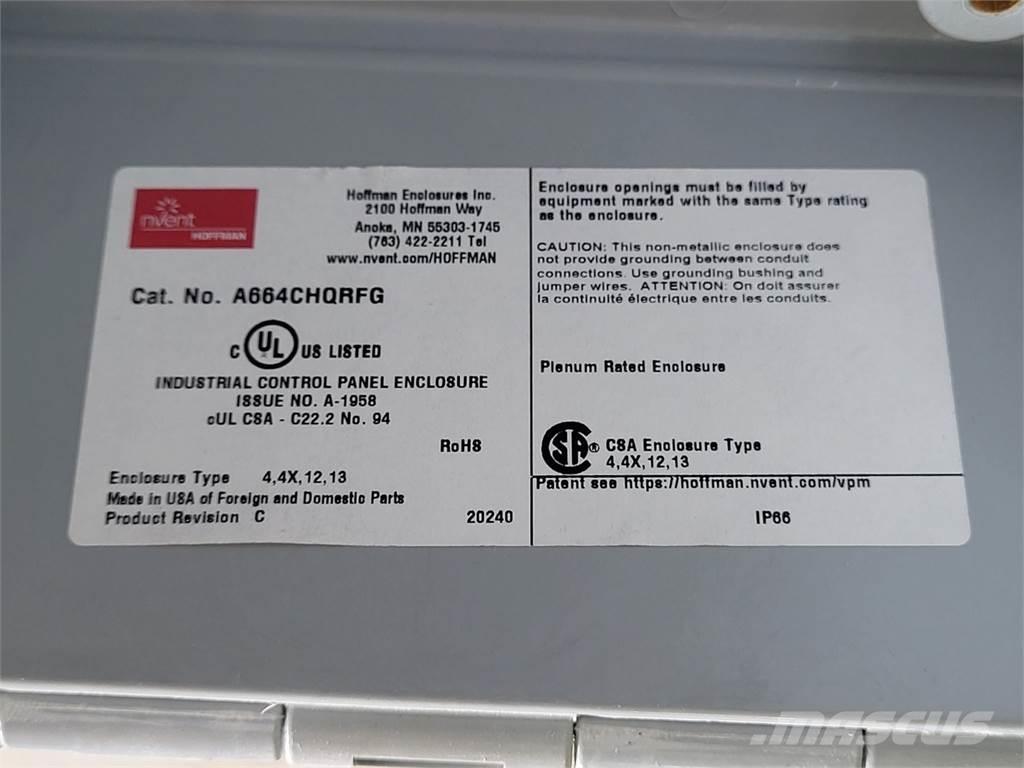 nvent
HOFFMAN
Hoffman Enclosures Inc.
2100 Hoffman Way
Anoka, MN 55303-1745
(763) 422-2211 Tel
www.nvent.com/HOFFMAN
Cat. No. A664CHQRFG
C UL US LISTED
INDUSTRIAL CONTROL PANEL ENCLOSURE
ISSUE NO. A-1958
cUL CSA - C22.2 No. 94
RoHS
Enclosure Type 4,4X,12,13
Made in USA of Foreign and Domestic Parts
Product Revision C 20240
Enclosure openings must be filled by
equipment marked with the same Type rating
as the enclosure.
CAUTION: This non-metallic enclosure does
not provide grounding between conduit
connections. Use grounding bushing and
jumper wires. ATTENTION: On doit assurer
la continuité électrique entre les conduits.
Plenum Rated Enclosure
SA® CSA Enclosure Type
4,4X,12,13
Patent see https://hoffman.nvent.com/vpm
IP66
MASCUS